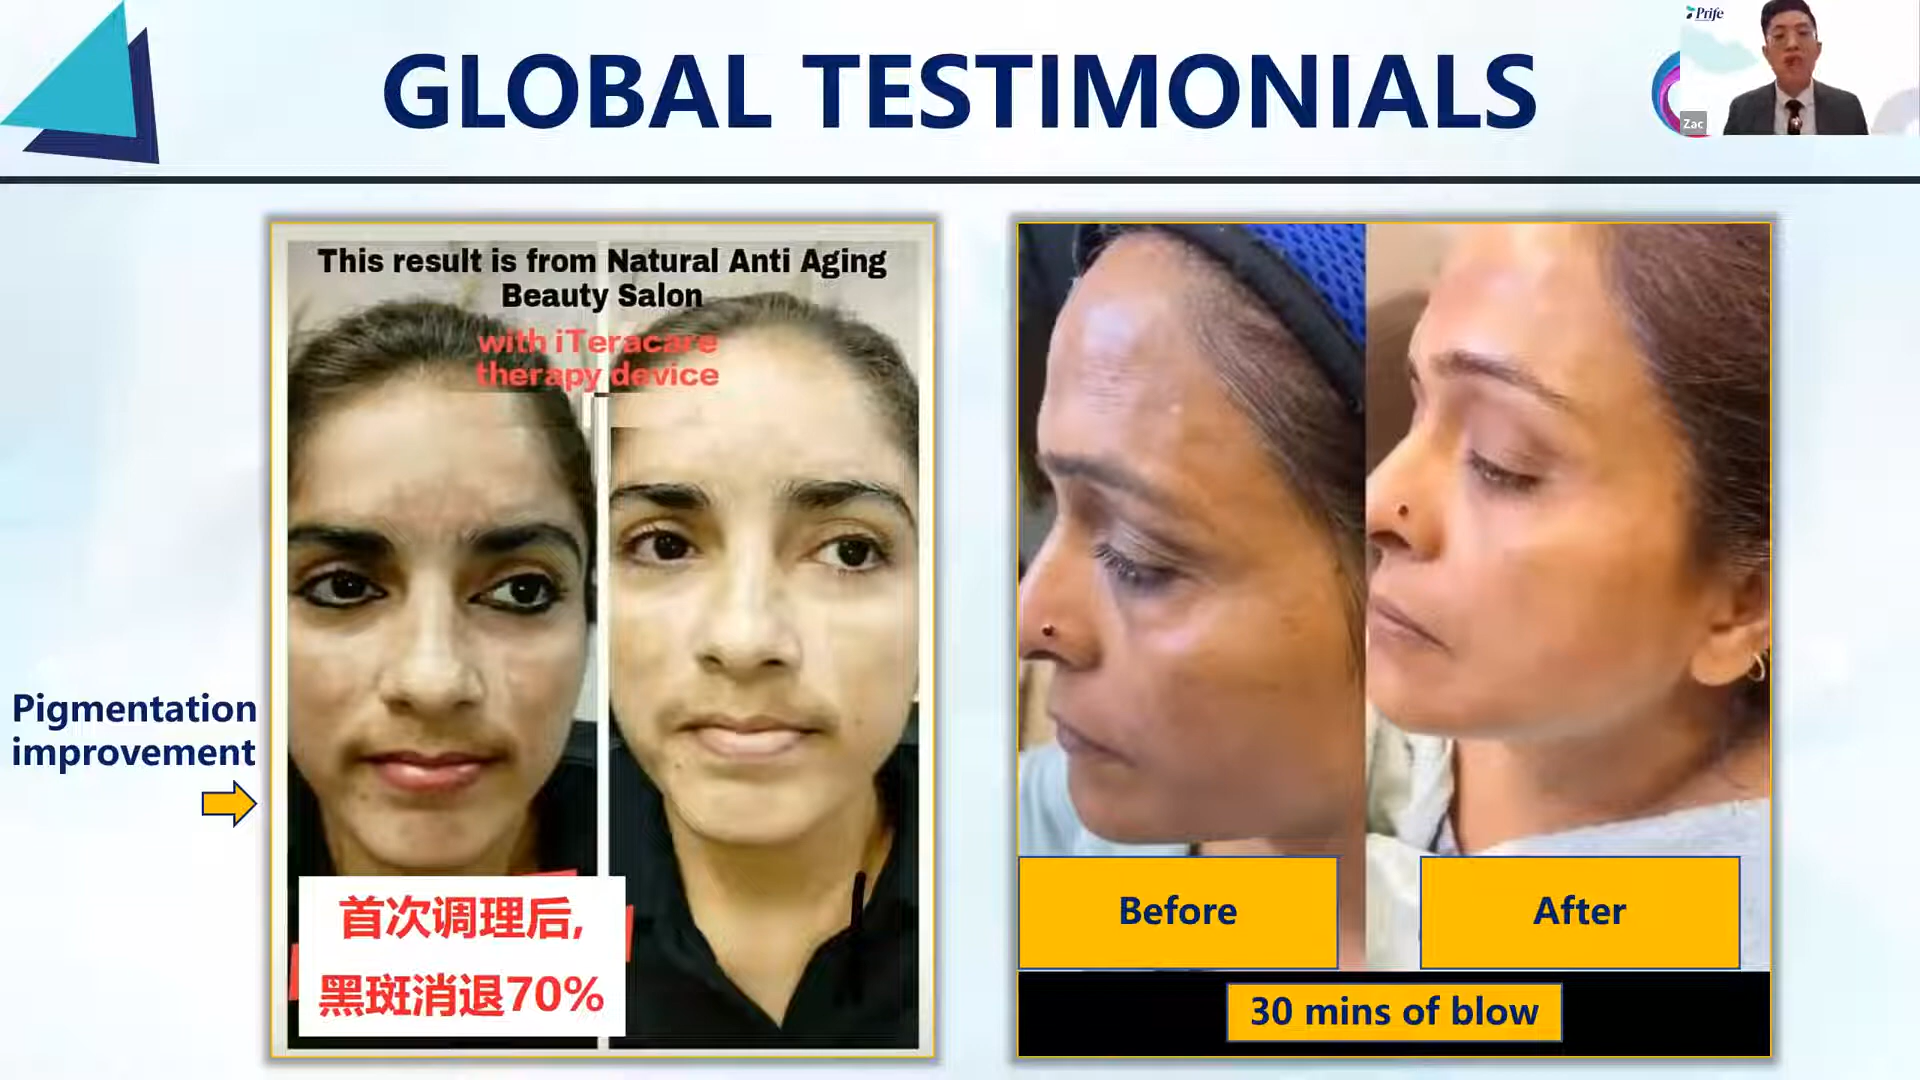 GLOBAL TESTIMONIALS
Prife
Zac
This result is from Natural Anti Aging
Beauty Salon
with iTeracare
therapy device
Pigmentation
improvement
首次调理后,
黑斑消退70%
Before
After
30 mins of blow